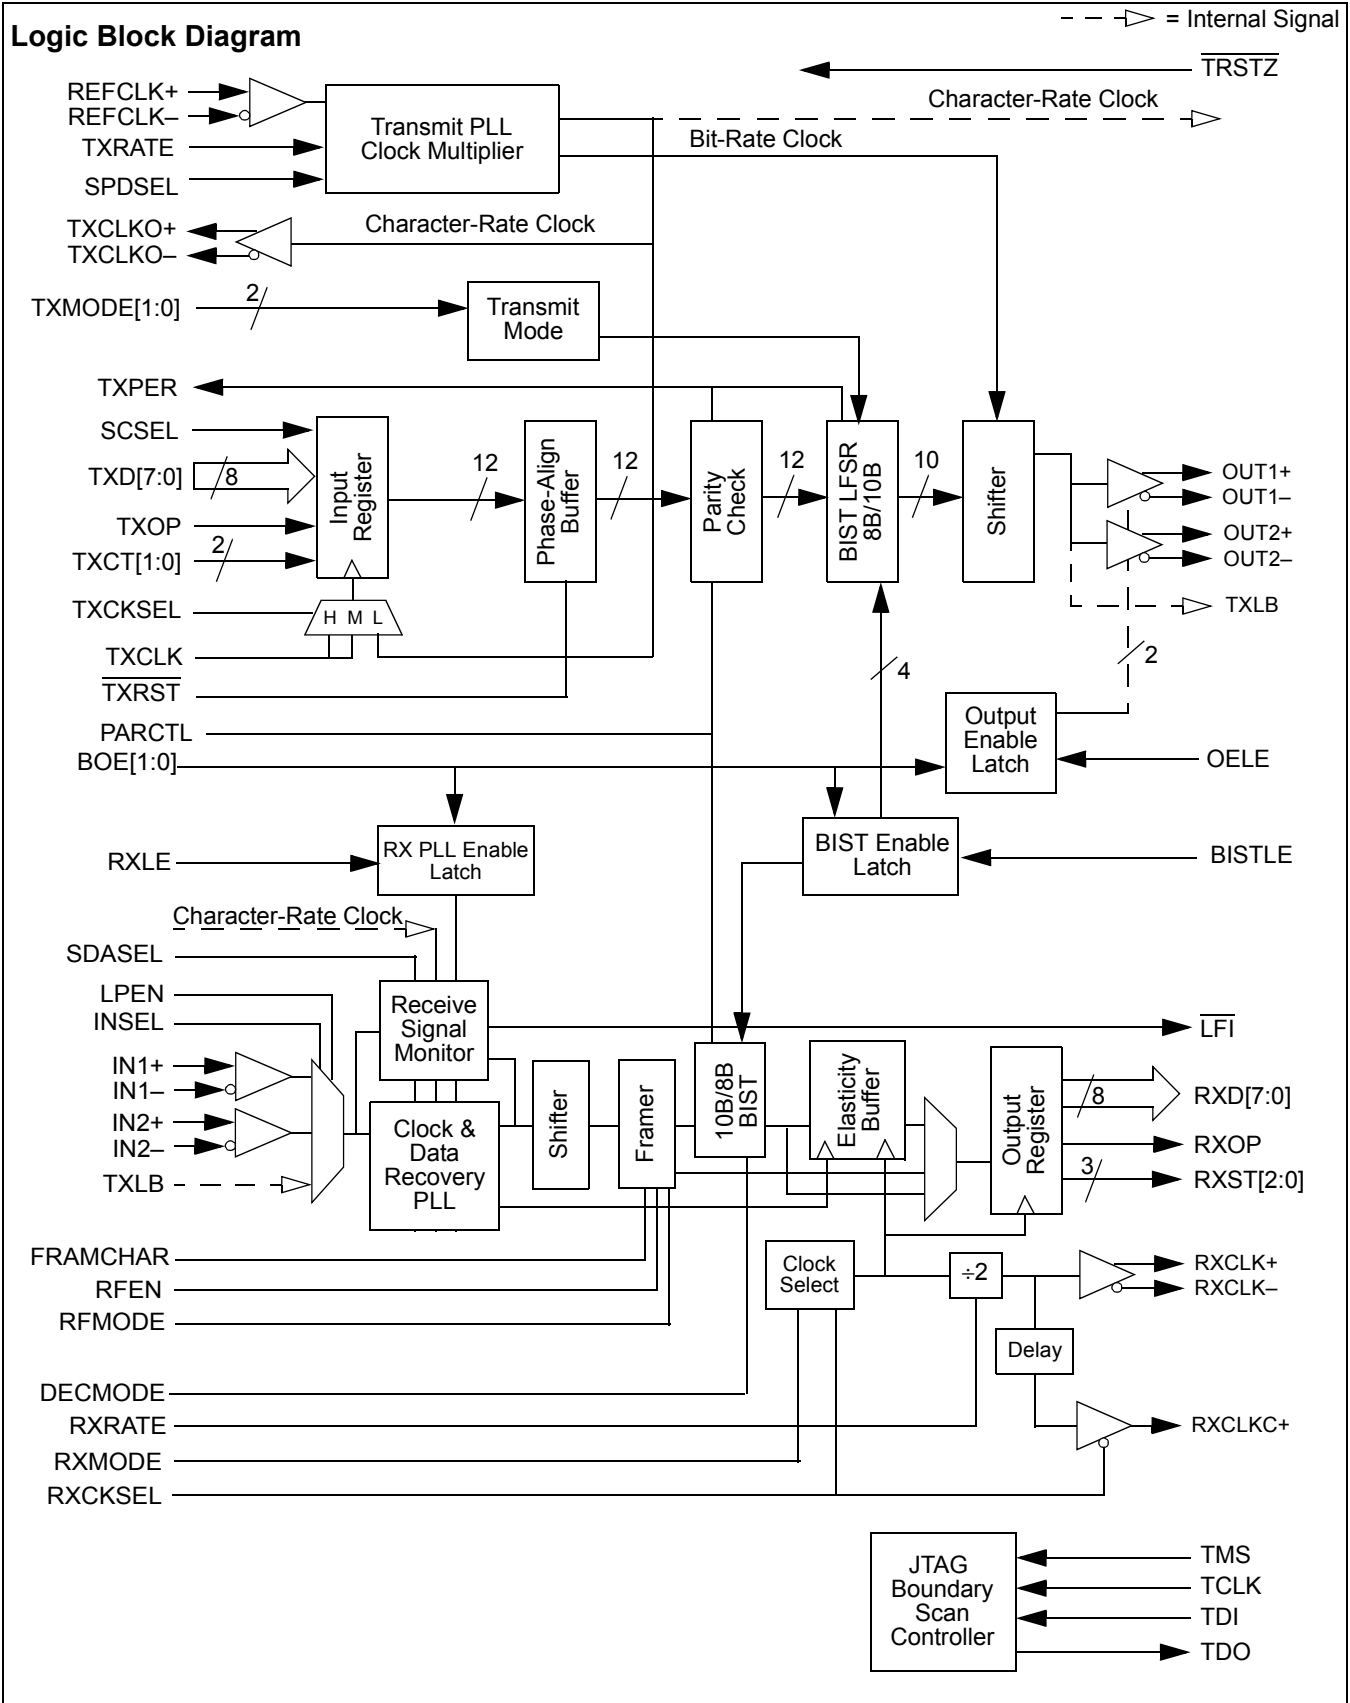 = Internal Signal
Logic Block Diagram
TRSTZ
REFCLK+
REFCLK–
TXRATE
SPDSEL
Transmit PLL
Clock Multiplier
Character-Rate Clock
Bit-Rate Clock
TXCLKO+
TXCLKO–
Character-Rate Clock
TXMODE[1:0]
2
Transmit
Mode
TXPER
SCSEL
TXD[7:0]
8
TXOP
TXCT[1:0]
2
Input
Register
12
Phase-Align
Buffer
12
Parity
Check
12
BIST LFSR
8B/10B
10
Shifter
OUT1+
OUT1–
OUT2+
OUT2–
TXLB
TXCKSEL
H M L
TXCLK
TXRST
2
4
PARCTL
BOE[1:0]
Output
Enable
Latch
OELE
RXLE
RX PLL Enable
Latch
BIST Enable
Latch
BISTLE
Character-Rate Clock
SDASEL
LPEN
INSEL
IN1+
IN1–
IN2+
IN2–
TXLB
Receive
Signal
Monitor
Clock &
Data
Recovery
PLL
Shifter
Framer
10B/8B
BIST
Elasticity
Buffer
Output
Register
LFI
8
RXD[7:0]
RXOP
3
RXST[2:0]
FRAMCHAR
RFEN
RFMODE
Clock
Select
÷2
RXCLK+
RXCLK–
Delay
DECMODE
RXRATE
RXMODE
RXCKSEL
RXCLKC+
JTAG
Boundary
Scan
Controller
TMS
TCLK
TDI
TDO